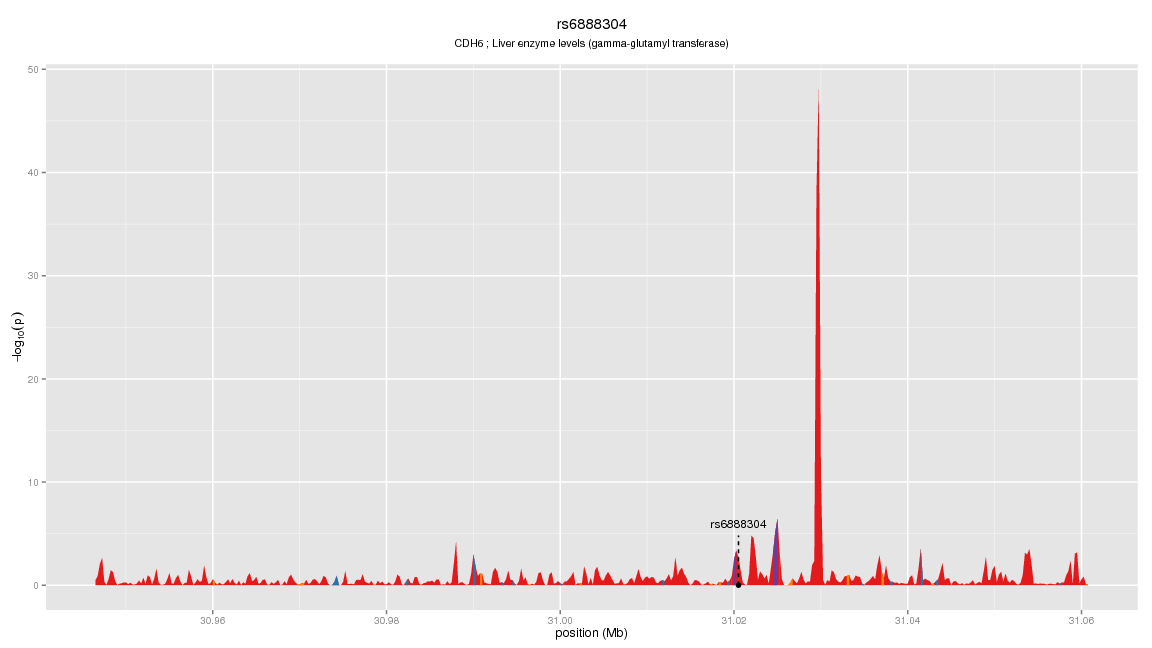 rs6888304
CDH6 ; Liver enzyme levels (gamma-glutamyl transferase)
50
40
30
20
10
0
−log10(p)
rs6888304
30.96 30.98 31.00 31.02 31.04 31.06
position (Mb)